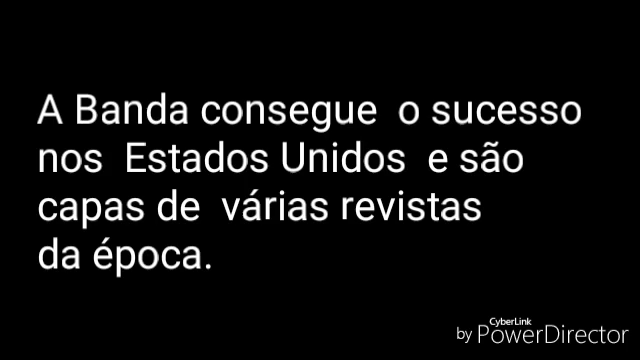 A Banda consegue  o sucesso
nos  Estados Unidos  e são
capas de  várias revistas
da época.
CyberLink
by PowerDirector